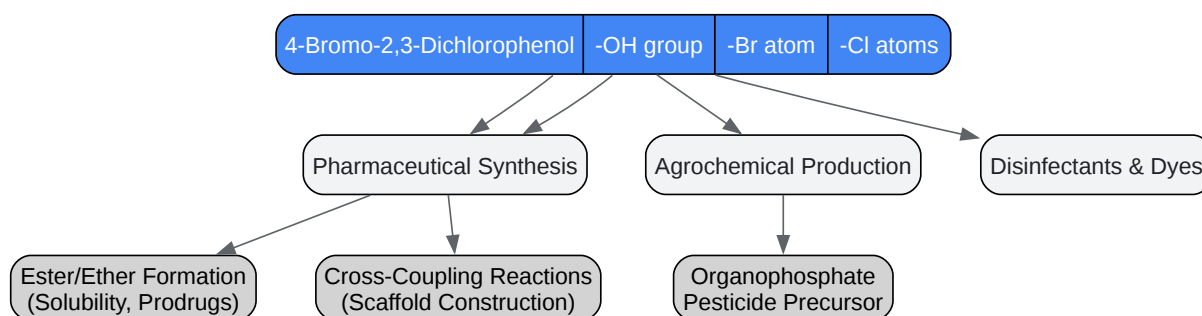 4-Bromo-2,3-Dichlorophenol
-OH group
-Br atom
-Cl atoms
Pharmaceutical Synthesis
Agrochemical Production
Disinfectants & Dyes
Ester/Ether Formation
(Solubility, Prodrugs)
Cross-Coupling Reactions
(Scaffold Construction)
Organophosphate
Pesticide Precursor